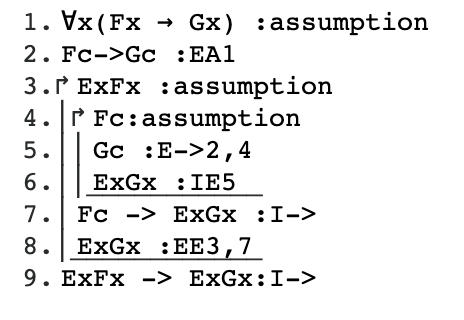 1. ∀x(Fx → Gx) :assumption
2. Fc->Gc :EA1
3. ┌ ExFx :assumption
4. │┌ Fc:assumption
5. ││ Gc :E->2,4
6. ││ ExGx :IE5
7. │ Fc -> ExGx :I->
8. │ ExGx :EE3,7
9. ExFx -> ExGx:I->